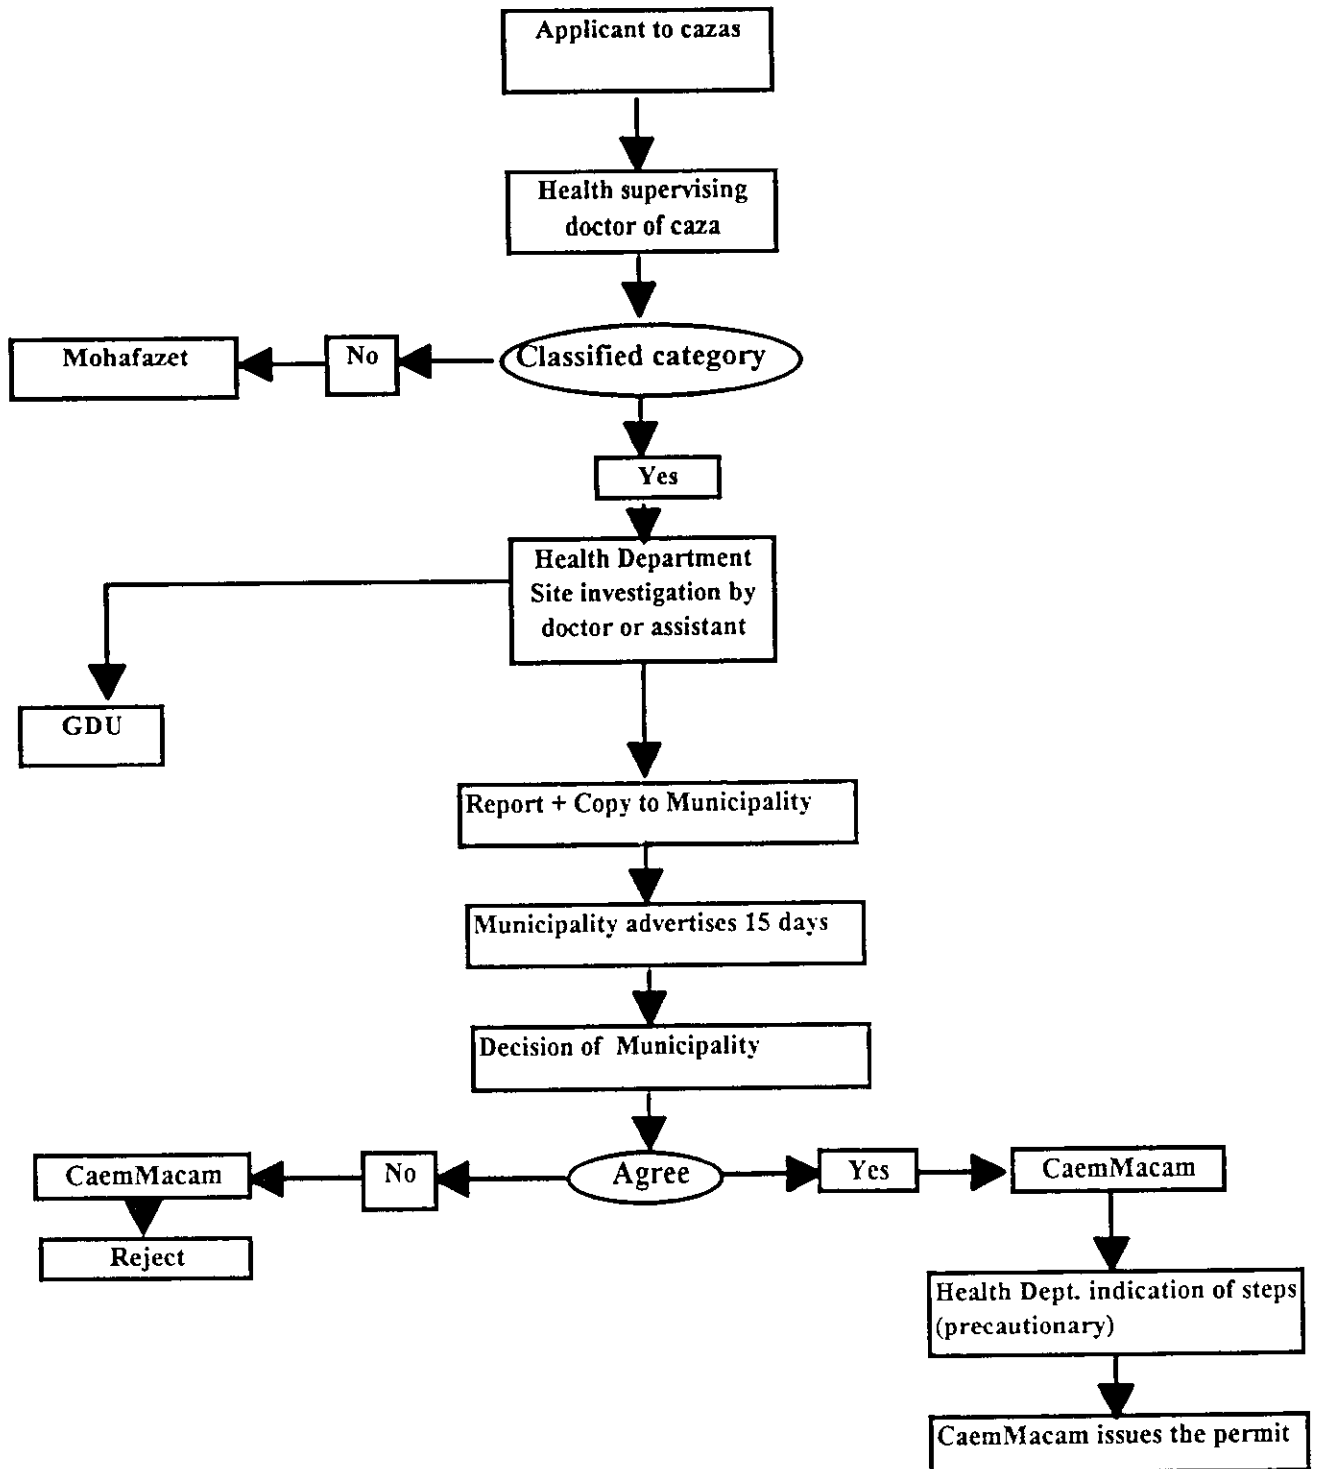 Applicant to cazas
Health supervising
doctor of caza
Mohafazet
No
Classified category
Yes
Health Department
Site investigation by
doctor or assistant
GDU
Report + Copy to Municipality
Municipality advertises 15 days
Decision of Municipality
CaemMacam
No
Agree
Yes
CaemMacam
Reject
Health Dept. indication of steps
(precautionary)
CaemMacam issues the permit